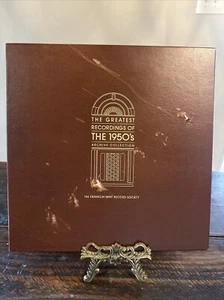 THE GREATEST
RECORDINGS OF
THE 1950's
ARCHIVE COLLECTION
THE FRANKLIN MINT RECORD SOCIETY